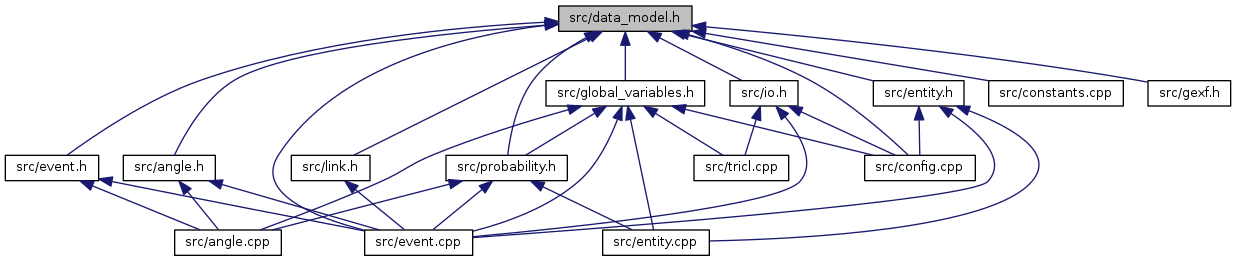 src/data_model.h
src/global_variables.h
src/io.h
src/entity.h
src/constants.cpp
src/gexf.h
src/event.h
src/angle.h
src/link.h
src/probability.h
src/tricl.cpp
src/config.cpp
src/angle.cpp
src/event.cpp
src/entity.cpp